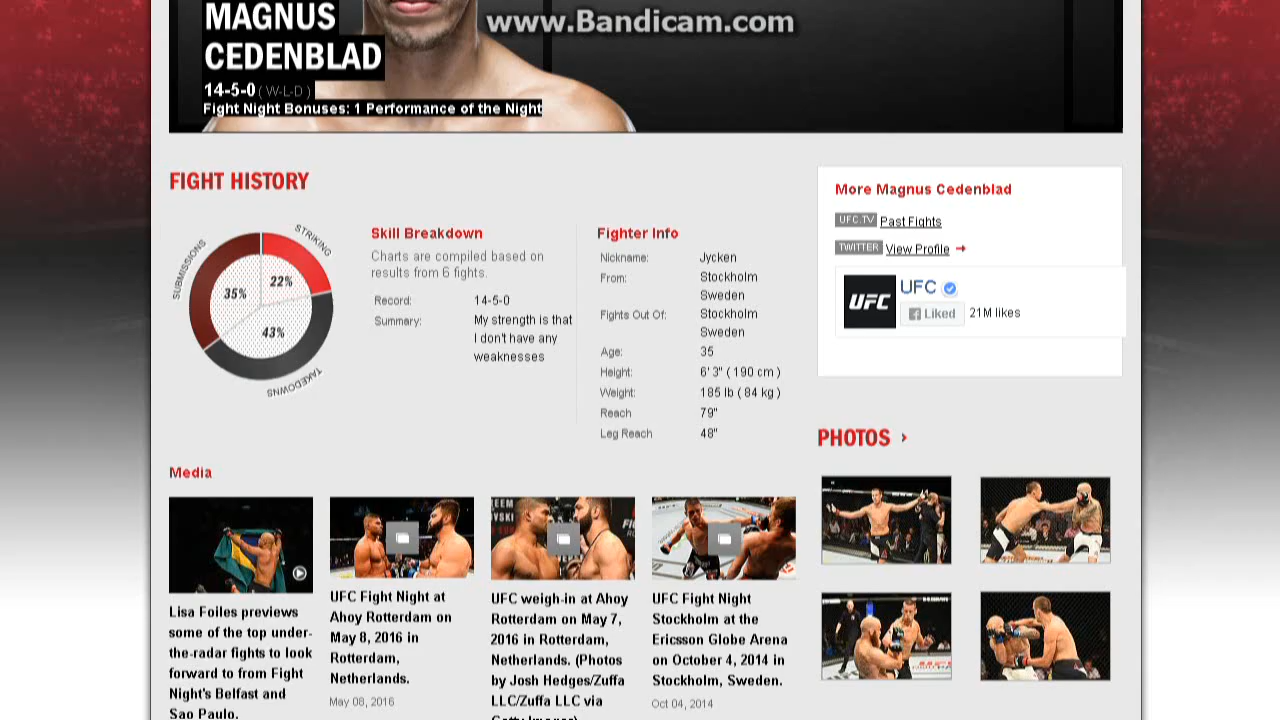 www.Bandicam.com
MAGNUS
CEDENBLAD
14-5-0 ( W-L-D )
Fight Night Bonuses: 1 Performance of the Night
FIGHT HISTORY
SUBMISSIONS
STRIKING
TAKEDOWNS
35%
22%
43%
Skill Breakdown
Charts are compiled based on
results from 6 fights.
Record: 14-5-0
Summary: My strength is that
I don't have any
weaknesses
Fighter Info
Nickname: Jycken
From: Stockholm
Sweden
Fights Out Of: Stockholm
Sweden
Age: 35
Height: 6' 3" ( 190 cm )
Weight: 185 lb ( 84 kg )
Reach 79"
Leg Reach 48"
More Magnus Cedenblad
UFC.TV Past Fights
TWITTER View Profile
UFC
UFC
Liked 21M likes
PHOTOS
Media
Lisa Foiles previews
some of the top under-
the-radar fights to look
forward to from Fight
Night's Belfast and
Sao Paulo.
UFC Fight Night at
Ahoy Rotterdam on
May 8, 2016 in
Rotterdam,
Netherlands.
May 08, 2016
UFC weigh-in at Ahoy
Rotterdam on May 7,
2016 in Rotterdam,
Netherlands. (Photos
by Josh Hedges/Zuffa
LLC/Zuffa LLC via
Getty Images)
UFC Fight Night
Stockholm at the
Ericsson Globe Arena
on October 4, 2014 in
Stockholm, Sweden.
Oct 04, 2014